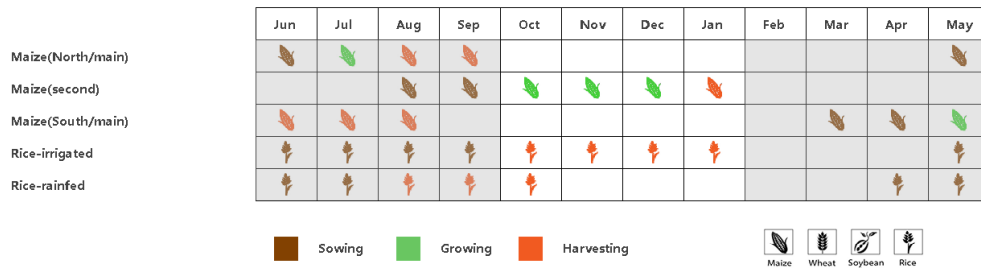 Jun Jul Aug Sep Oct Nov Dec Jan Feb Mar Apr May
Maize(North/main)
Maize(second)
Maize(South/main)
Rice-irrigated
Rice-rainfed
Sowing Growing Harvesting
Maize Wheat Soybean Rice